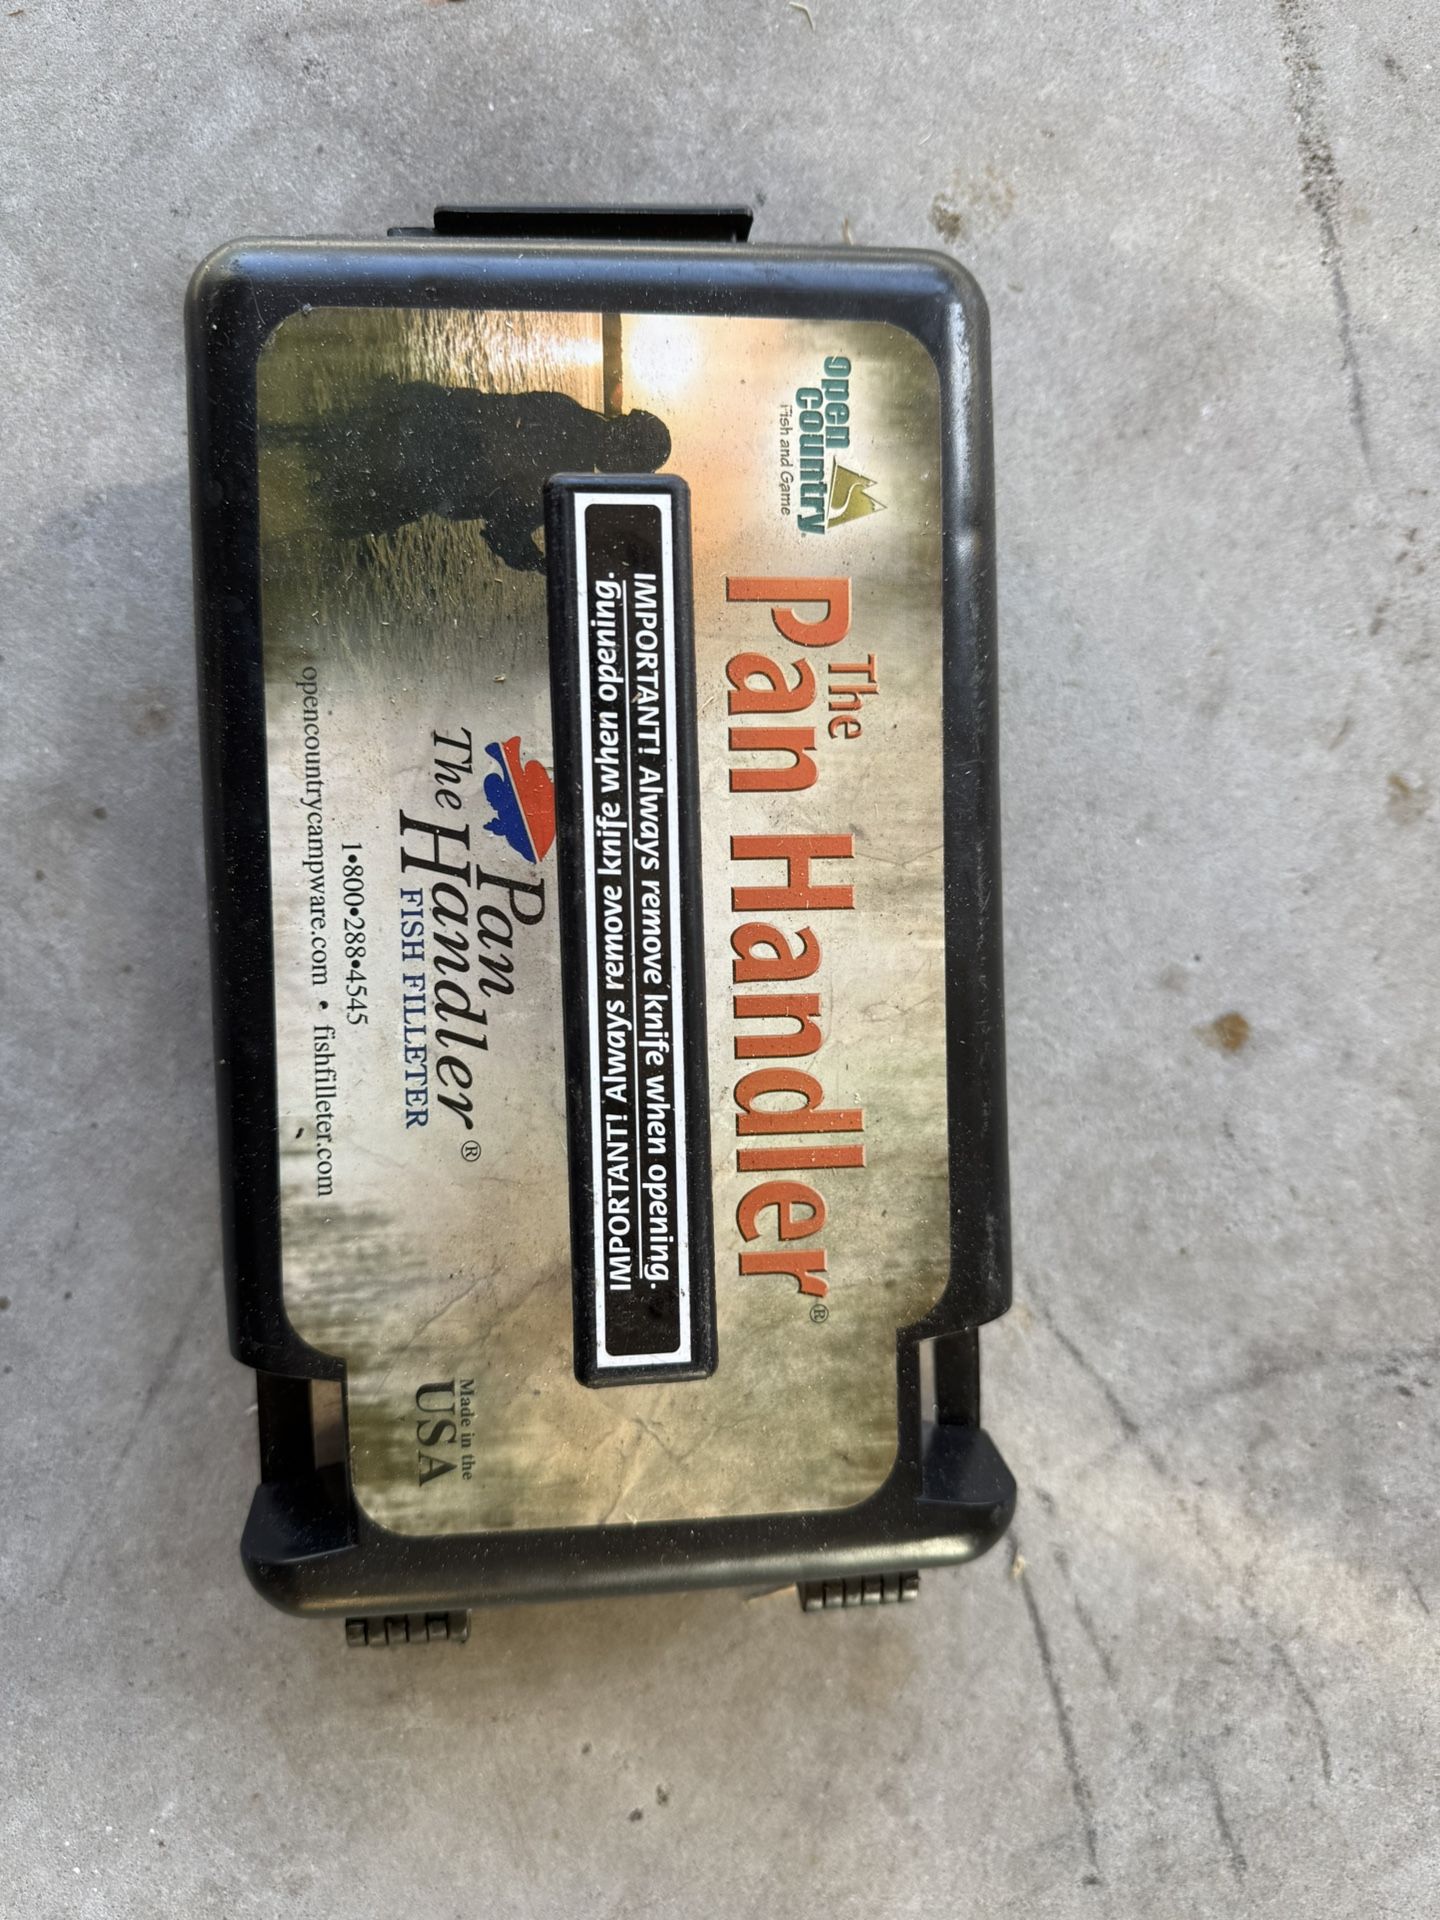 open
country®
Fish and Game
The
Pan Handler®
IMPORTANT! Always remove knife when opening.
IMPORTANT! Always remove knife when opening.
Pan
The Handler®
FISH FILLETER
1•800•288•4545
opencountrycampware.com • fishfilleter.com
Made in the
USA